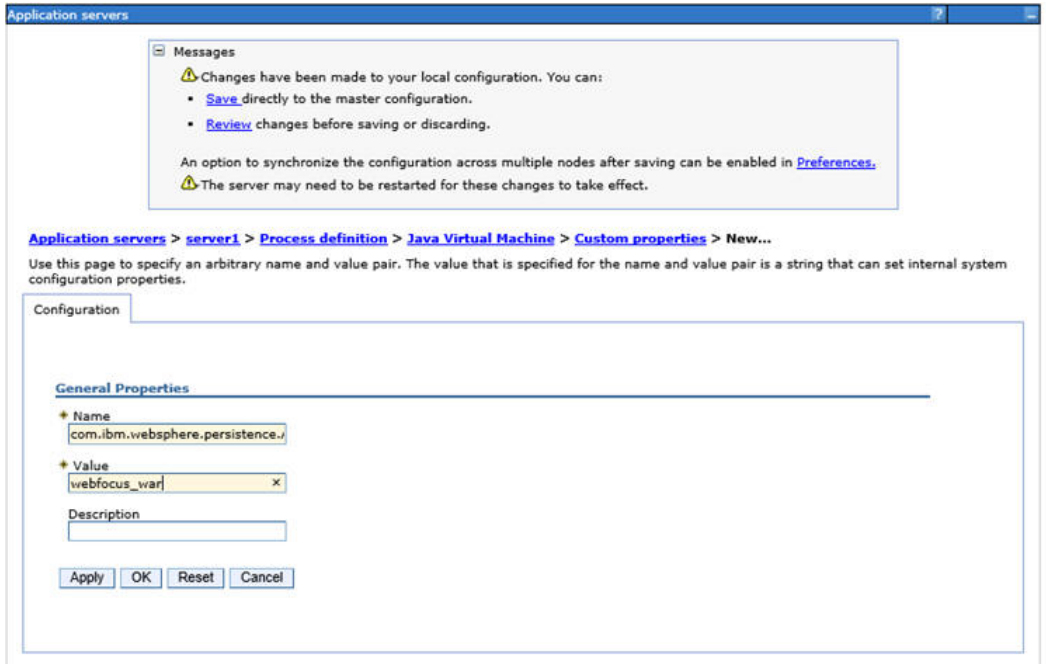 Application servers
?
Messages
Changes have been made to your local configuration. You can:
Save directly to the master configuration.
Review changes before saving or discarding.
An option to synchronize the configuration across multiple nodes after saving can be enabled in Preferences.
The server may need to be restarted for these changes to take effect.
Application servers > server1 > Process definition > Java Virtual Machine > Custom properties > New...
Use this page to specify an arbitrary name and value pair. The value that is specified for the name and value pair is a string that can set internal system
configuration properties.
Configuration
General Properties
Name
com.ibm.websphere.persistence.
Value
webfocus_war
Description
Apply OK Reset Cancel